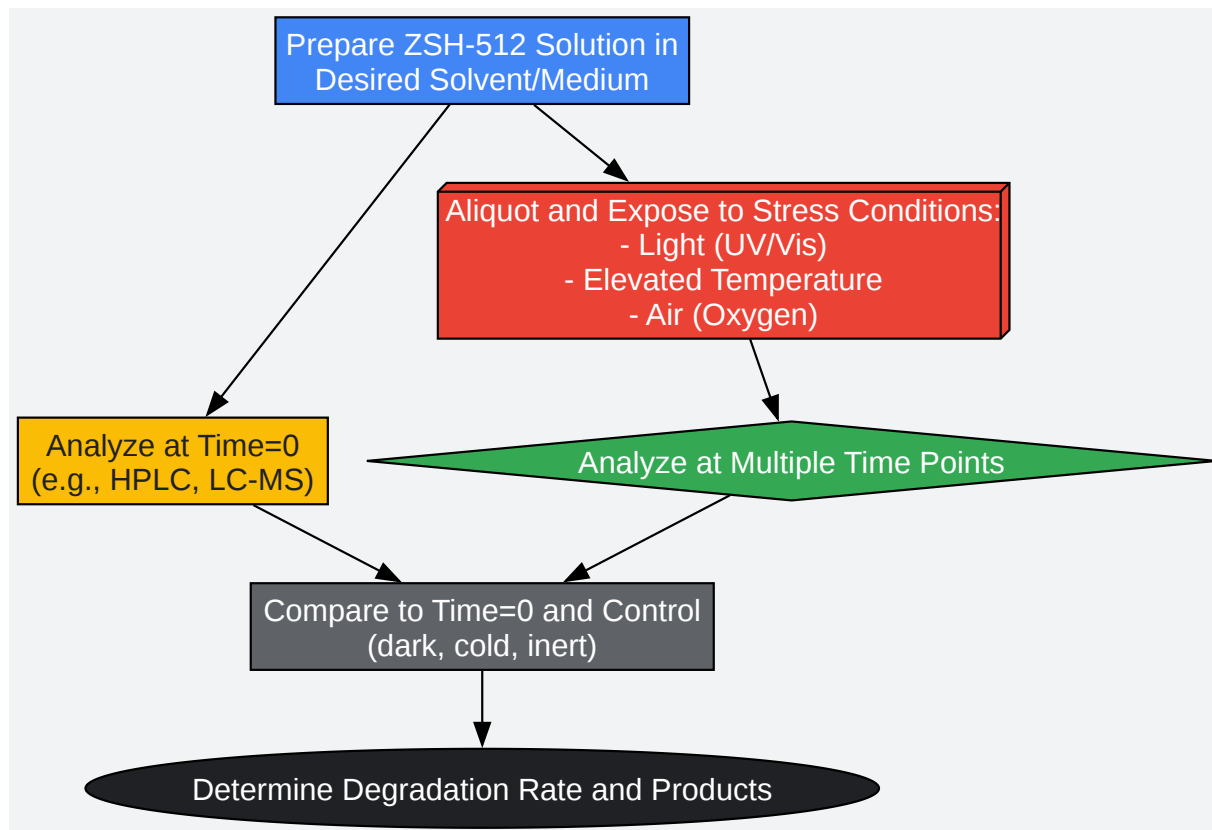 Prepare ZSH-512 Solution in
Desired Solvent/Medium
Aliquot and Expose to Stress Conditions:
- Light (UV/Vis)
- Elevated Temperature
- Air (Oxygen)
Analyze at Time=0
(e.g., HPLC, LC-MS)
Analyze at Multiple Time Points
Compare to Time=0 and Control
(dark, cold, inert)
Determine Degradation Rate and Products